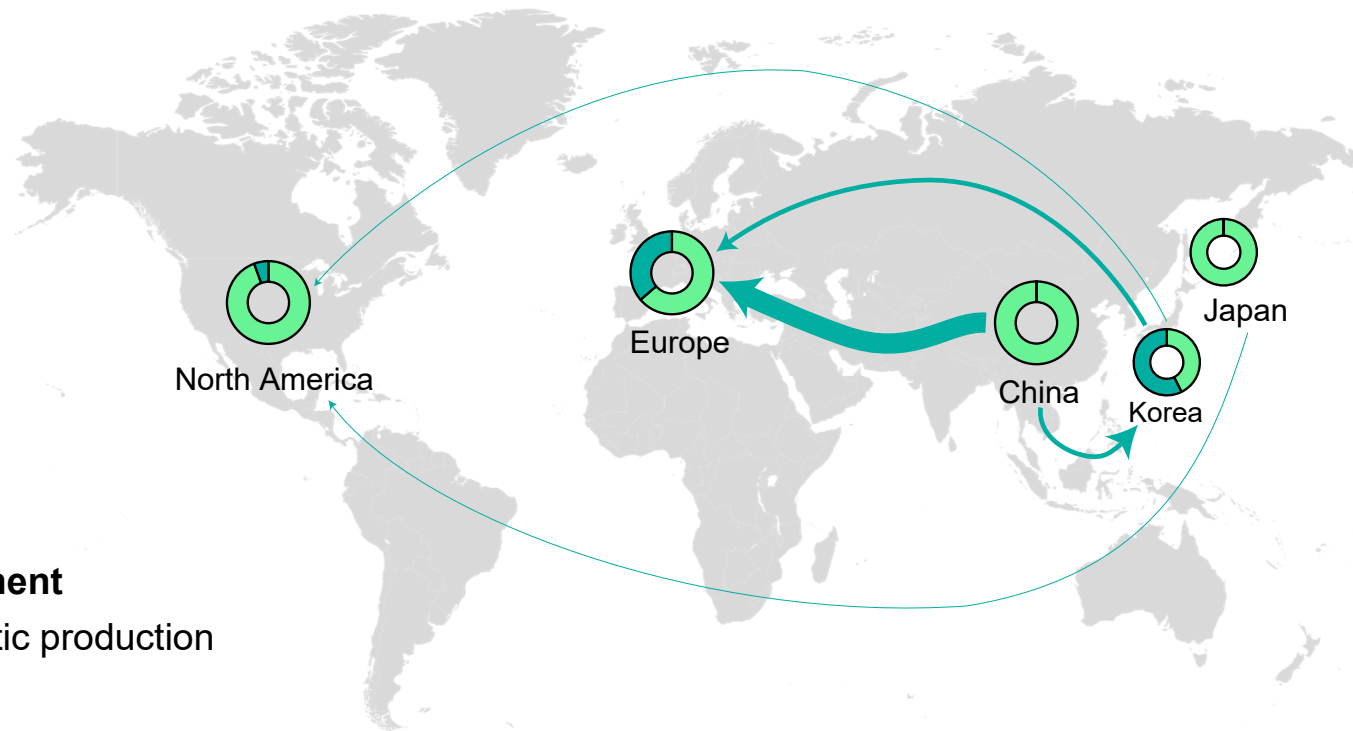 Japan
Europe
North America
China
Korea
ment
tic production